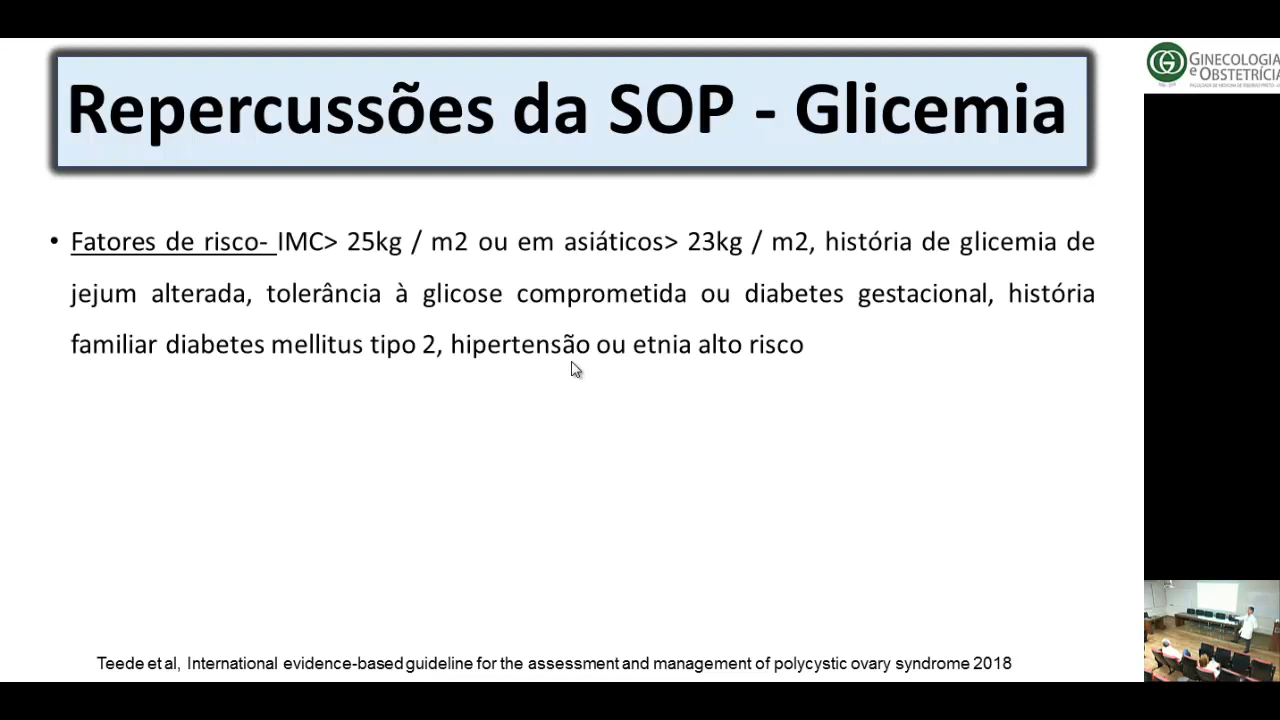 Repercussões da SOP - Glicemia
GINECOLOGIA
e OBSTETRÍCIA
• Fatores de risco- IMC> 25kg / m2 ou em asiáticos> 23kg / m2, história de glicemia de
jejum alterada, tolerância à glicose comprometida ou diabetes gestacional, história
familiar diabetes mellitus tipo 2, hipertensão ou etnia alto risco
Teede et al, International evidence-based guideline for the assessment and management of polycystic ovary syndrome 2018